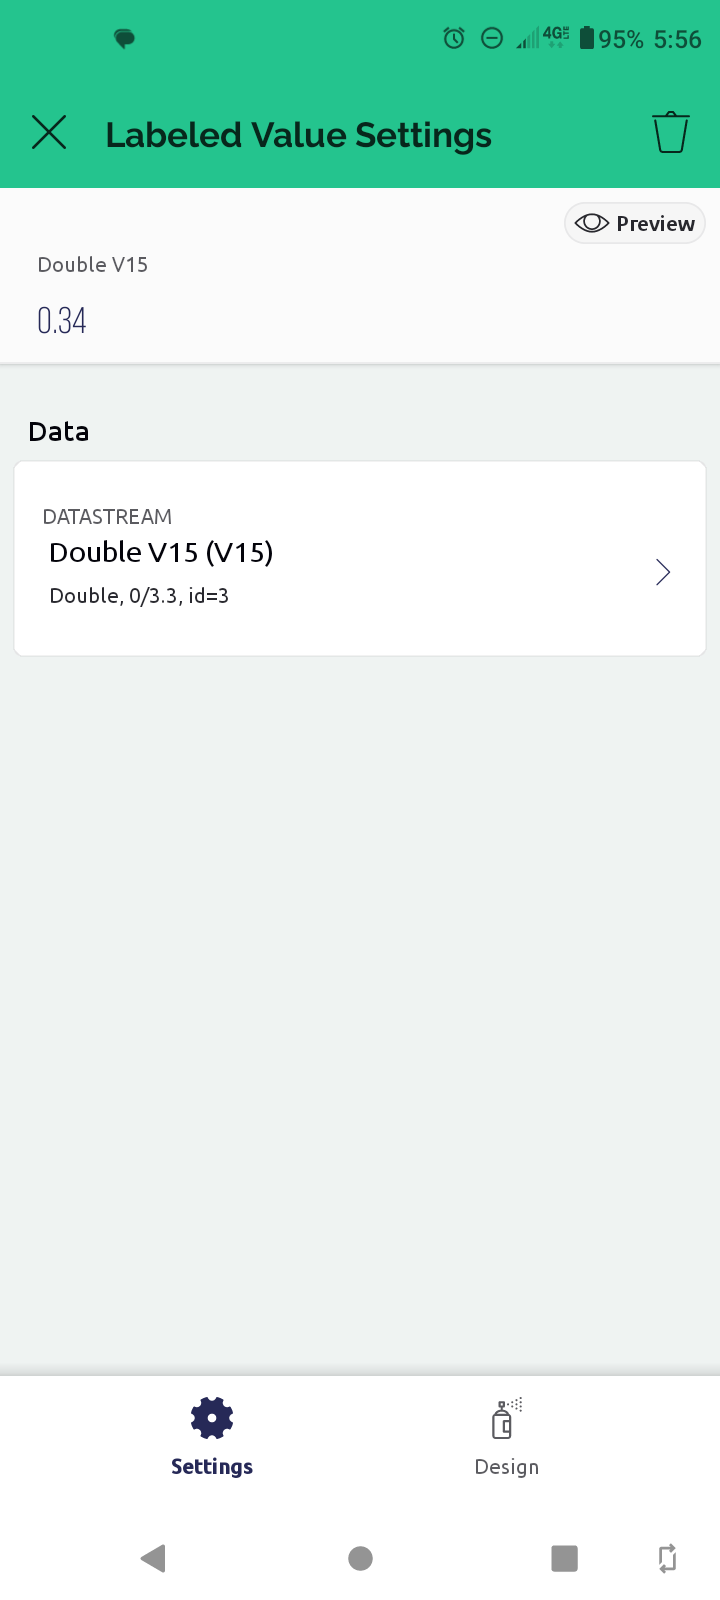 4G LTE 95% 5:56
Labeled Value Settings
Preview
Double V15
0.34
Data
DATASTREAM
Double V15 (V15)
Double, 0/3.3, id=3
Settings
Design